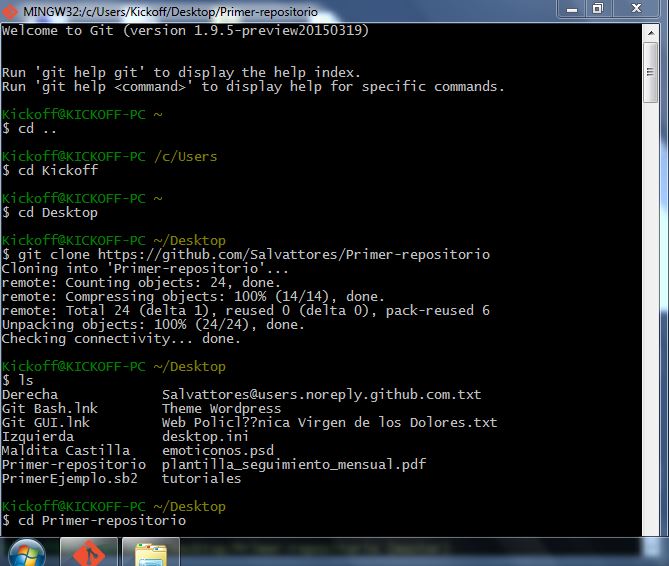 MINGW32:/c/Users/Kickoff/Desktop/Primer-repositorio
Welcome to Git (version 1.9.5-preview20150319)
Run 'git help git' to display the help index.
Run 'git help <command>' to display help for specific commands.
Kickoff@KICKOFF-PC ~
$ cd ..
Kickoff@KICKOFF-PC /c/Users
$ cd Kickoff
Kickoff@KICKOFF-PC ~
$ cd Desktop
Kickoff@KICKOFF-PC ~/Desktop
$ git clone https://github.com/Salvattores/Primer-repositorio
Cloning into 'Primer-repositorio'...
remote: Counting objects: 24, done.
remote: Compressing objects: 100% (14/14), done.
remote: Total 24 (delta 1), reused 0 (delta 0), pack-reused 6
Unpacking objects: 100% (24/24), done.
Checking connectivity... done.
Kickoff@KICKOFF-PC ~/Desktop
$ ls
Derecha Salvattores@users.noreply.github.com.txt
Git Bash.lnk Theme Wordpress
Git GUI.lnk Web Policl??nica Virgen de los Dolores.txt
Izquierda desktop.ini
Maldita Castilla emoticonos.psd
Primer-repositorio plantilla_seguimiento_mensual.pdf
PrimerEjemplo.sb2 tutoriales
Kickoff@KICKOFF-PC ~/Desktop
$ cd Primer-repositorio